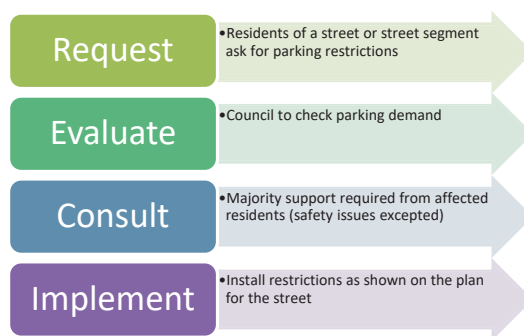 Request
•Residents of a street or street segment
ask for parking restrictions
Evaluate
•Council to check parking demand
Consult
•Majority support required from affected
residents (safety issues excepted)
Implement
•Install restrictions as shown on the plan
for the street